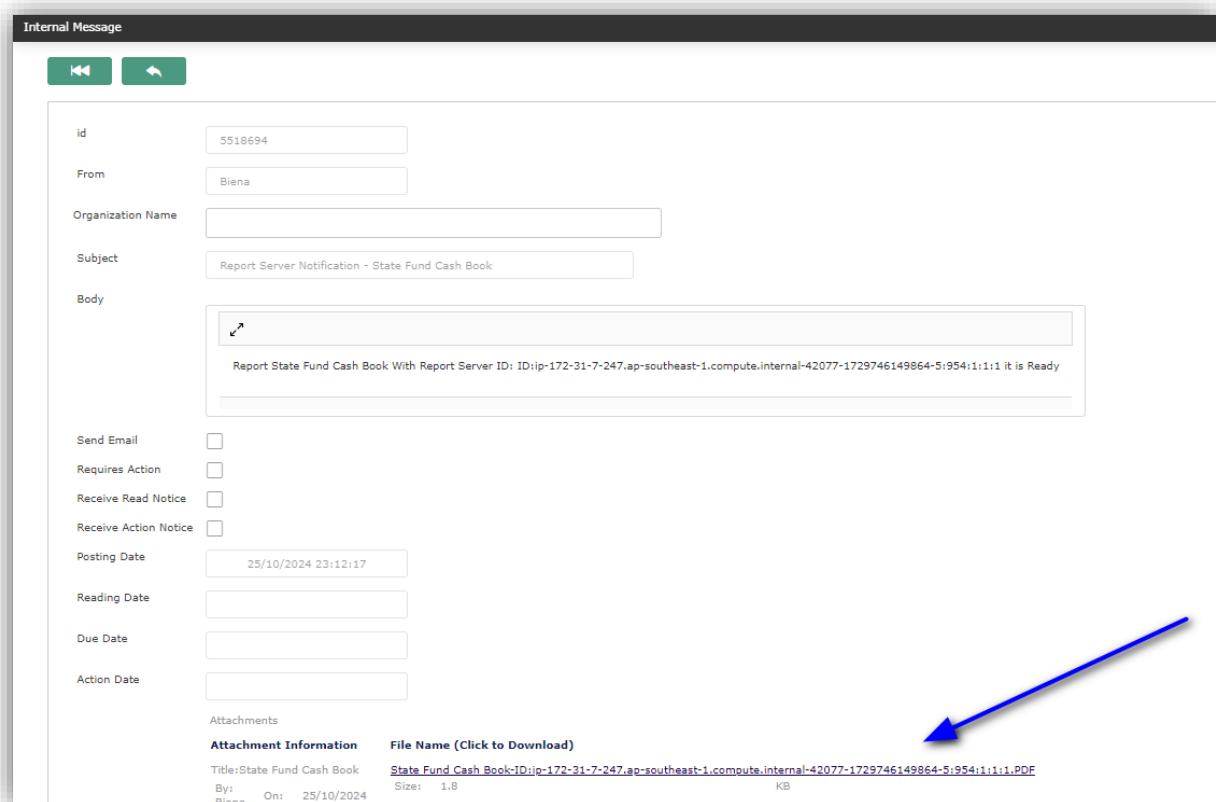 Internal Message
id
5518694
From
Biena
Organization Name
Subject
Report Server Notification - State Fund Cash Book
Body
Report State Fund Cash Book With Report Server ID: ID:ip-172-31-7-247.ap-southeast-1.compute.internal-42077-1729746149864-5:954:1:1:1 it is Ready
Send Email
Requires Action
Receive Read Notice
Receive Action Notice
Posting Date
25/10/2024 23:12:17
Reading Date
Due Date
Action Date
Attachments
Attachment Information File Name (Click to Download)
Title:State Fund Cash Book State Fund Cash Book-ID:ip-172-31-7-247.ap-southeast-1.compute.internal-42077-1729746149864-5:954:1:1:1.PDF
Size: 1.8 KB
By: Biena On: 25/10/2024